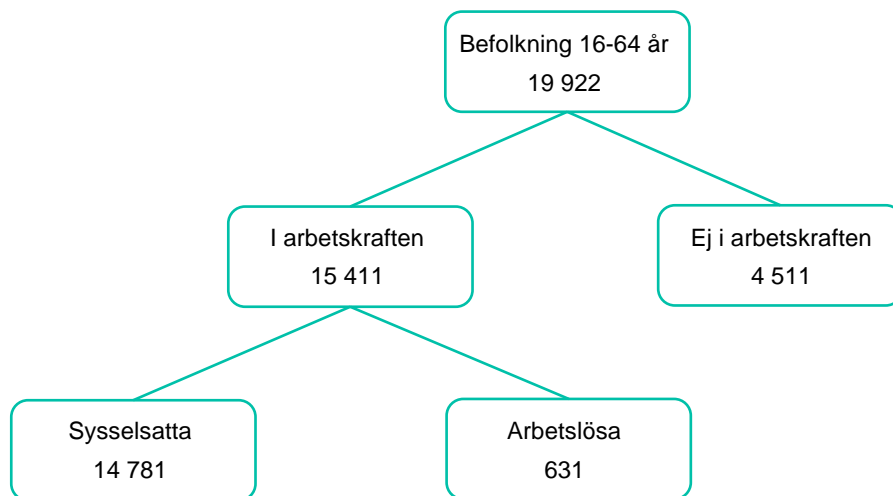 Befolkning 16-64 år
19 922
I arbetskraften
15 411
Ej i arbetskraften
4 511
Sysselsatta
14 781
Arbetslösa
631